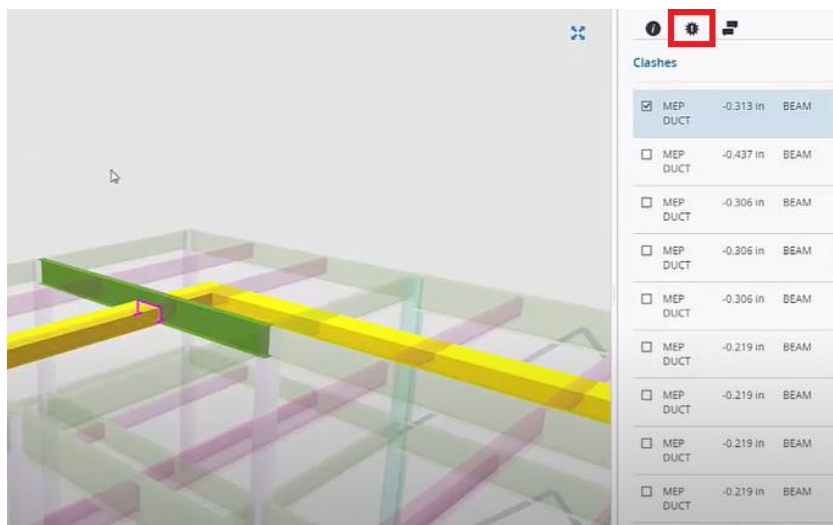 Clashes
MEP DUCT -0.313 in BEAM
MEP DUCT -0.437 in BEAM
MEP DUCT -0.306 in BEAM
MEP DUCT -0.306 in BEAM
MEP DUCT -0.306 in BEAM
MEP DUCT -0.219 in BEAM
MEP DUCT -0.219 in BEAM
MEP DUCT -0.219 in BEAM
MEP DUCT -0.219 in BEAM